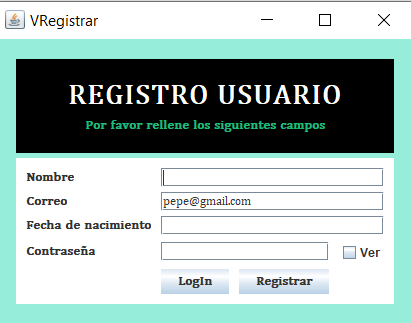 VRegistrar
REGISTRO USUARIO
Por favor rellene los siguientes campos
Nombre
Correo pepe@gmail.com
Fecha de nacimiento
Contraseña Ver
LogIn Registrar